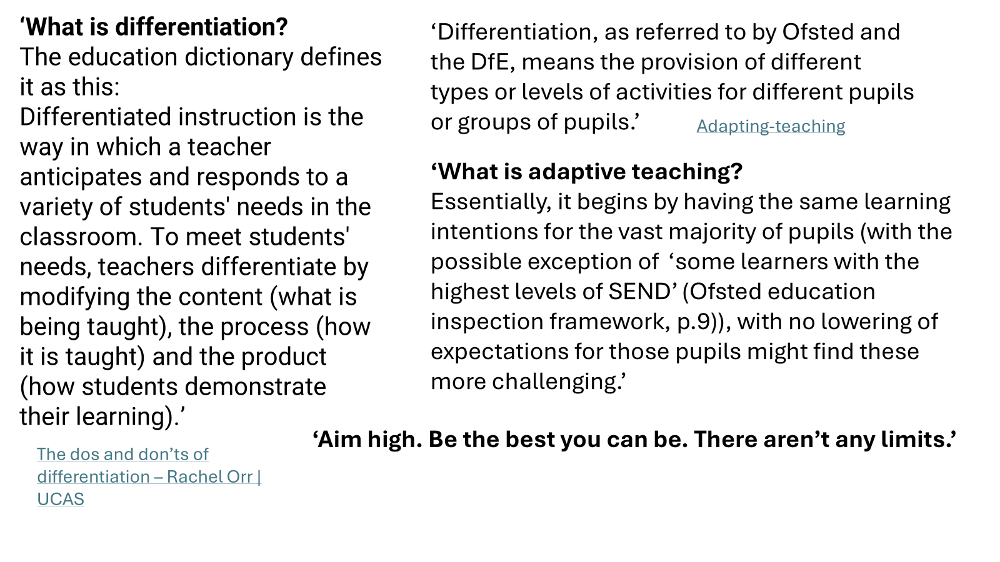 ‘What is differentiation?
The education dictionary defines
it as this:
Differentiated instruction is the
way in which a teacher
anticipates and responds to a
variety of students' needs in the
classroom. To meet students'
needs, teachers differentiate by
modifying the content (what is
being taught), the process (how
it is taught) and the product
(how students demonstrate
their learning).’
The dos and don’ts of
differentiation – Rachel Orr |
UCAS
‘Differentiation, as referred to by Ofsted and
the DfE, means the provision of different
types or levels of activities for different pupils
or groups of pupils.’
Adapting-teaching
‘What is adaptive teaching?
Essentially, it begins by having the same learning
intentions for the vast majority of pupils (with the
possible exception of  ‘some learners with the
highest levels of SEND’ (Ofsted education
inspection framework, p.9)), with no lowering of
expectations for those pupils might find these
more challenging.’
‘Aim high. Be the best you can be. There aren’t any limits.’